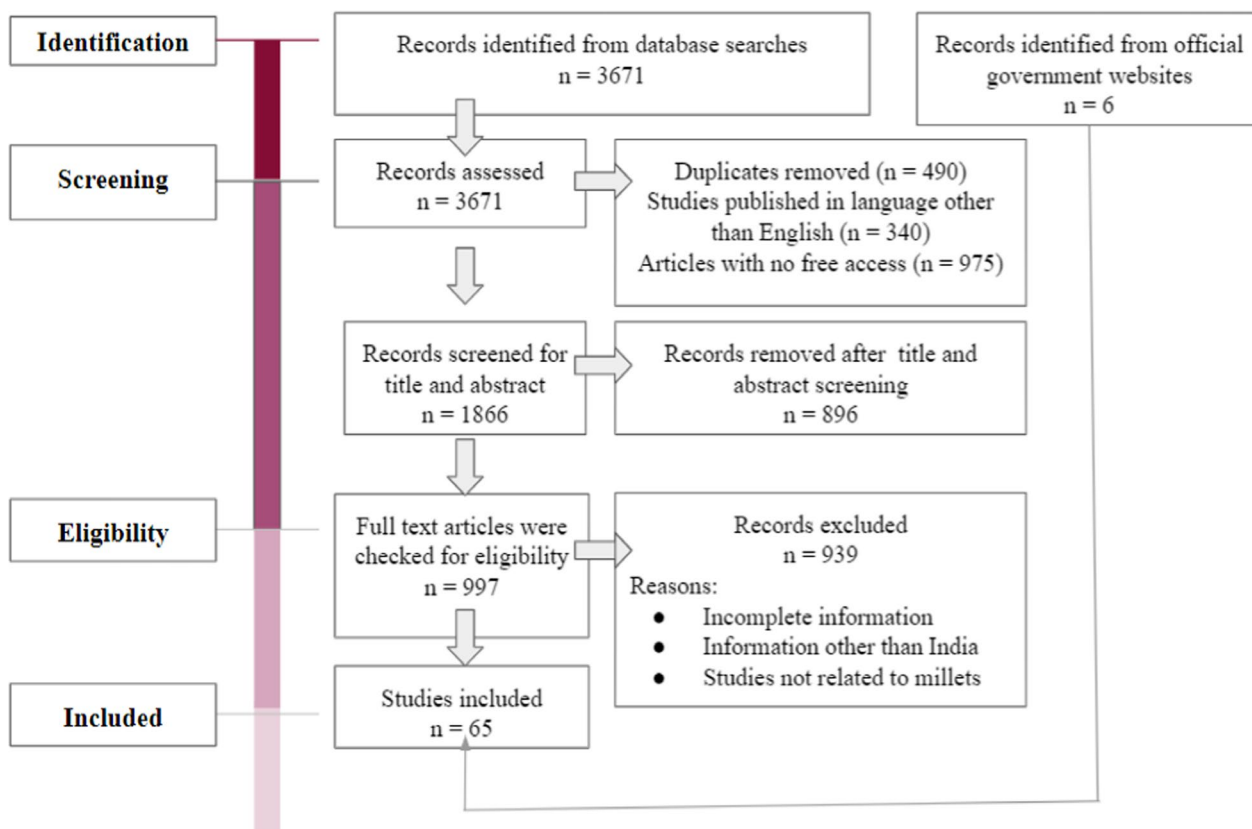 Identification
Records identified from database searches
n = 3671
Records identified from official
government websites
n = 6
Screening
Records assessed
n = 3671
Duplicates removed (n = 490)
Studies published in language other
than English (n = 340)
Articles with no free access (n = 975)
Records screened for
title and abstract
n = 1866
Records removed after title and
abstract screening
n = 896
Eligibility
Full text articles were
checked for eligibility
n = 997
Records excluded
n = 939
Reasons:
● Incomplete information
● Information other than India
● Studies not related to millets
Included
Studies included
n = 65